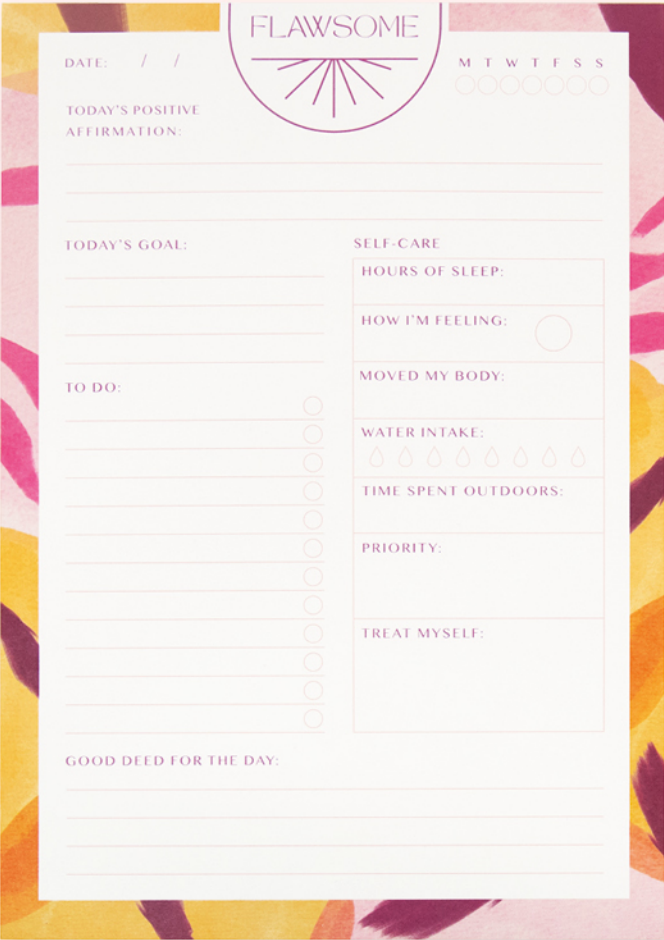 FLAWSOME
DATE: / /
M T W T F S S
TODAY'S POSITIVE
AFFIRMATION:
TODAY'S GOAL:
TO DO:
SELF-CARE
HOURS OF SLEEP:
HOW I'M FEELING:
MOVED MY BODY:
WATER INTAKE:
TIME SPENT OUTDOORS:
PRIORITY:
TREAT MYSELF:
GOOD DEED FOR THE DAY: